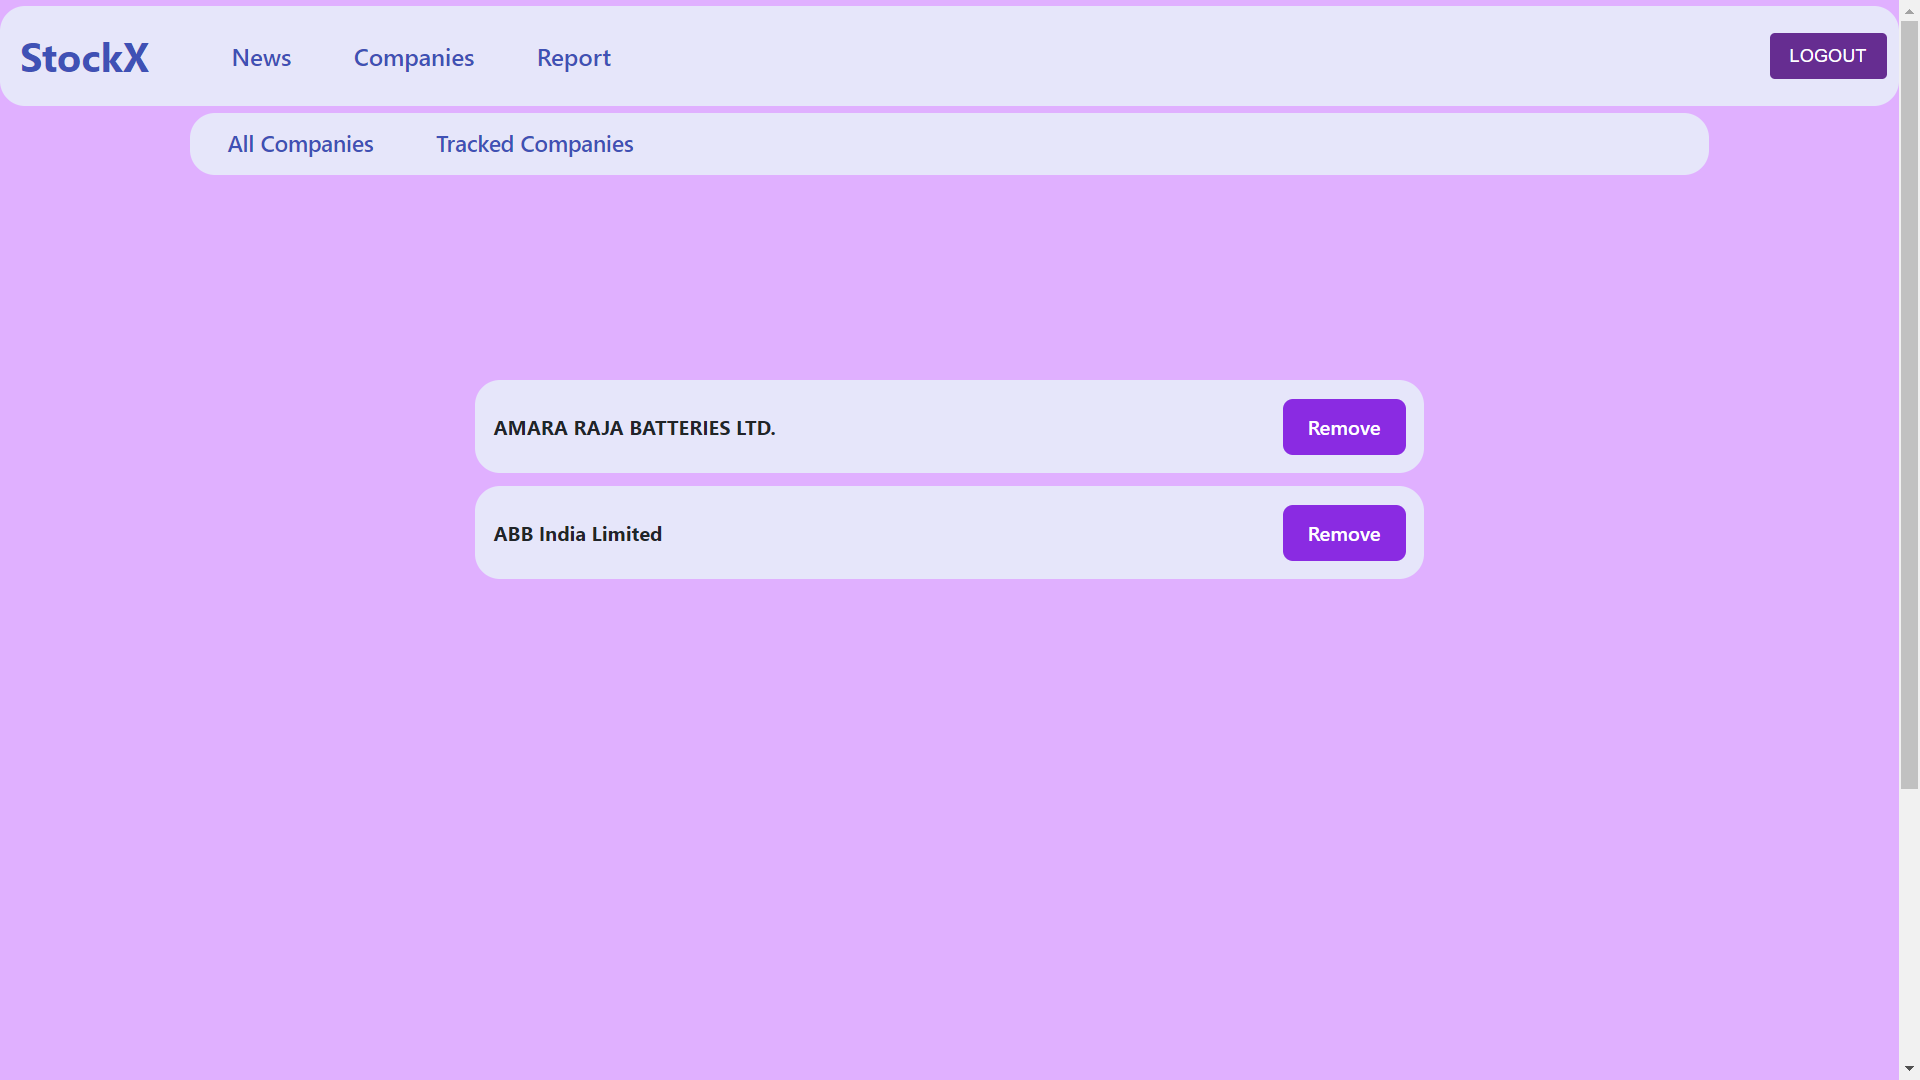 StockX News Companies Report LOGOUT
All Companies Tracked Companies
AMARA RAJA BATTERIES LTD. Remove
ABB India Limited Remove